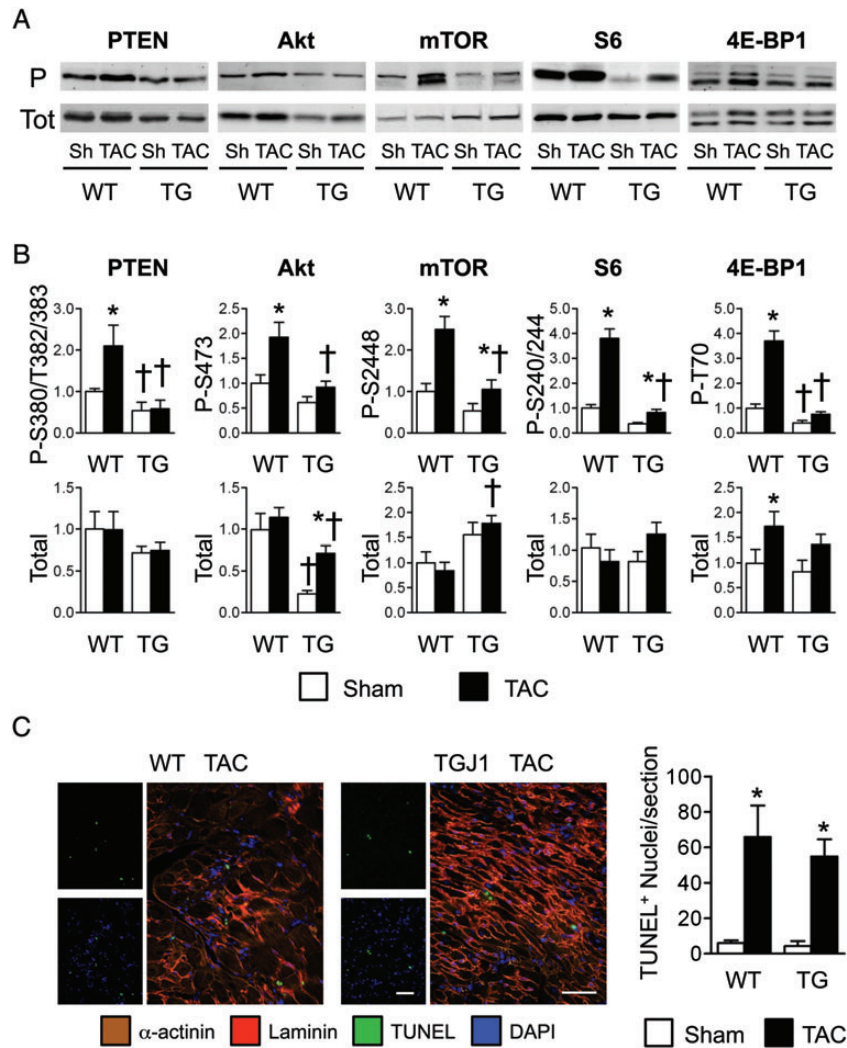 A
PTEN Akt mTOR S6 4E-BP1
P
Tot
Sh TAC Sh TAC Sh TAC Sh TAC Sh TAC Sh TAC Sh TAC Sh TAC Sh TAC Sh TAC
WT TG WT TG WT TG WT TG WT TG
B
PTEN Akt mTOR S6 4E-BP1
P-S380/T382/383
3.0
2.0
1.0
0.0
* † †
WT TG
P-S473
2.5
2.0
1.5
1.0
0.5
0.0
* †
WT TG
P-S2448
3.0
2.0
1.0
0.0
* *†
WT TG
P-S240/244
5.0
4.0
3.0
2.0
1.0
0.0
* *†
WT TG
P-T70
5.0
4.0
3.0
2.0
1.0
0.0
* † †
WT TG
Total
1.5
1.0
0.5
0.0
WT TG
Total
1.5
1.0
0.5
0.0
† *†
WT TG
Total
2.5
2.0
1.5
1.0
0.5
0.0
†
WT TG
Total
2.0
1.5
1.0
0.5
0.0
WT TG
Total
2.5
2.0
1.5
1.0
0.5
0.0
*
WT TG
Sham TAC
C
WT TAC TGJ1 TAC
α-actinin Laminin TUNEL DAPI
TUNEL+ Nuclei/section
100
80
60
40
20
0
* *
WT TG
Sham TAC